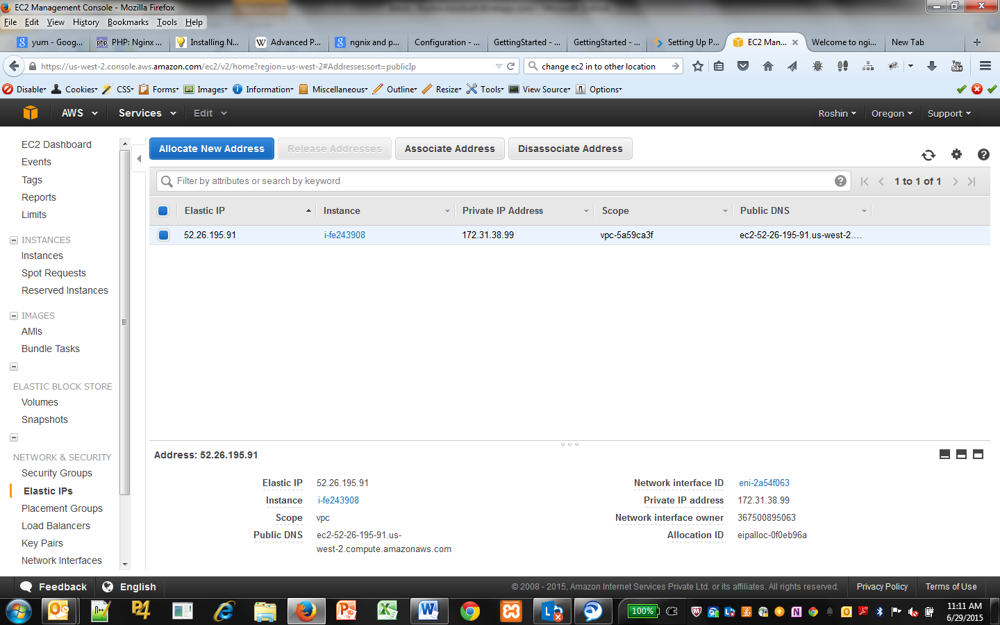 EC2 Management Console - Mozilla Firefox
File Edit View History Bookmarks Tools Help
yum - Goog... PHP: Nginx ... Installing N... Advanced P... ngnix and p... Configuration - ... GettingStarted - ... GettingStarted - ... Setting Up P... EC2 Man... Welcome to ngi... New Tab
https://us-west-2.console.aws.amazon.com/ec2/v2/home?region=us-west-2#Addresses:sort=publicIp change ec2 in to other location
Disable Cookies CSS Forms Images Information Miscellaneous Outline Resize Tools View Source Options
AWS Services Edit Roshin Oregon Support
EC2 Dashboard
Events
Tags
Reports
Limits
INSTANCES
Instances
Spot Requests
Reserved Instances
IMAGES
AMIs
Bundle Tasks
ELASTIC BLOCK STORE
Volumes
Snapshots
NETWORK & SECURITY
Security Groups
Elastic IPs
Placement Groups
Load Balancers
Key Pairs
Network Interfaces
Allocate New Address Release Addresses Associate Address Disassociate Address
Filter by attributes or search by keyword 1 to 1 of 1
Elastic IP Instance Private IP Address Scope Public DNS
52.26.195.91 i-fe243908 172.31.38.99 vpc-5a59ca3f ec2-52-26-195-91.us-west-2....
Address: 52.26.195.91
Elastic IP 52.26.195.91 Network interface ID eni-2a54f063
Instance i-fe243908 Private IP address 172.31.38.99
Scope vpc Network interface owner 367500895063
Public DNS ec2-52-26-195-91.us-west-2.compute.amazonaws.com Allocation ID eipalloc-0f0eb96a
Feedback English © 2008 - 2015, Amazon Internet Services Private Ltd. or its affiliates. All rights reserved. Privacy Policy Terms of Use
100% 11:11 AM
6/29/2015